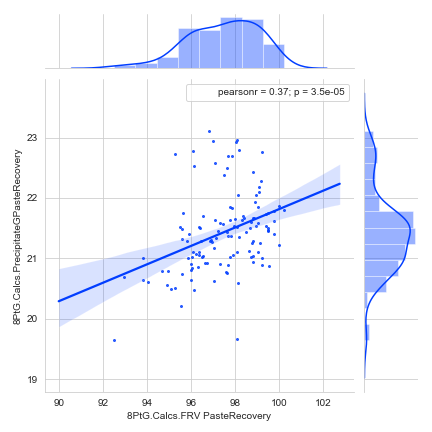 pearsonr = 0.37; p = 3.5e-05
8PtG.Calcs.PrecipitateGPasteRecovery
23
22
21
20
19
90 92 94 96 98 100 102
8PtG.Calcs.FRV PasteRecovery